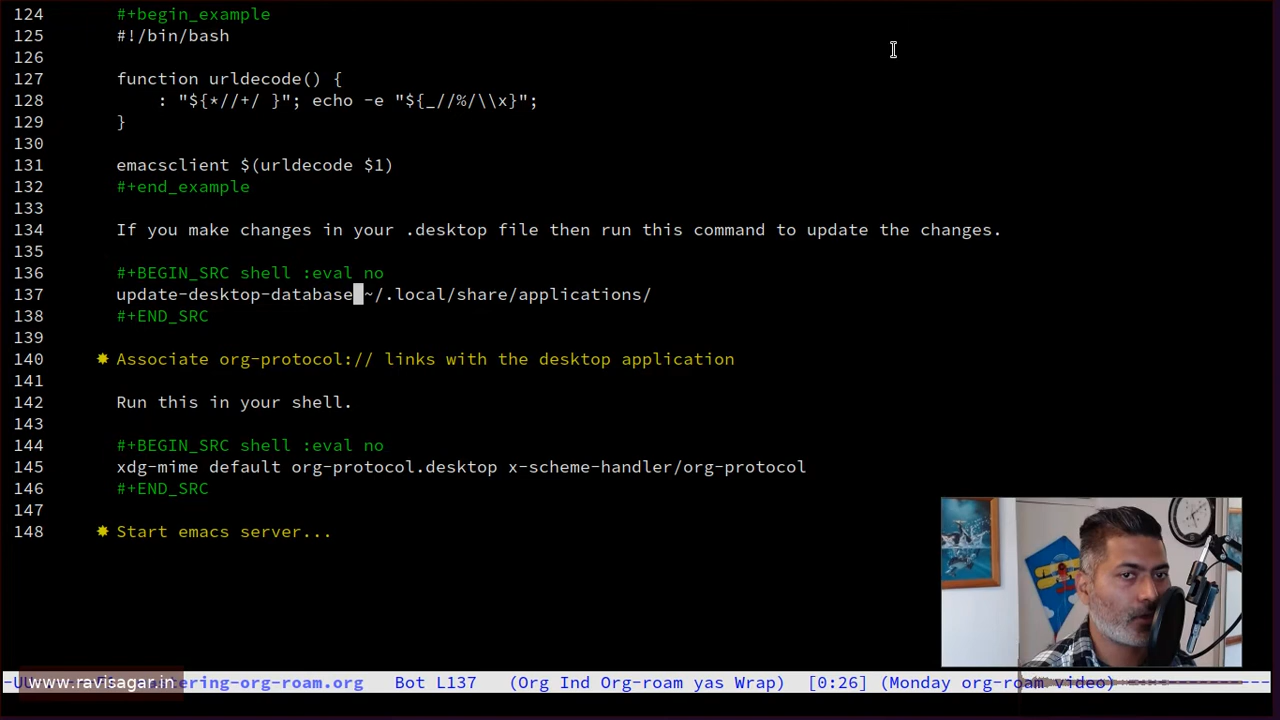 124 #+begin_example
125 #!/bin/bash
126
127 function urldecode() {
128 : "${*//+/ }"; echo -e "${_//%/\\x}";
129 }
130
131 emacsclient $(urldecode $1)
132 #+end_example
133
134 If you make changes in your .desktop file then run this command to update the changes.
135
136 #+BEGIN_SRC shell :eval no
137 update-desktop-database ~/.local/share/applications/
138 #+END_SRC
139
140 ✸ Associate org-protocol:// links with the desktop application
141
142 Run this in your shell.
143
144 #+BEGIN_SRC shell :eval no
145 xdg-mime default org-protocol.desktop x-scheme-handler/org-protocol
146 #+END_SRC
147
148 ✸ Start emacs server...
www.ravisagar.in
tering-org-roam.org Bot L137 (Org Ind Org-roam yas Wrap) [0:26] (Monday org-roam video)